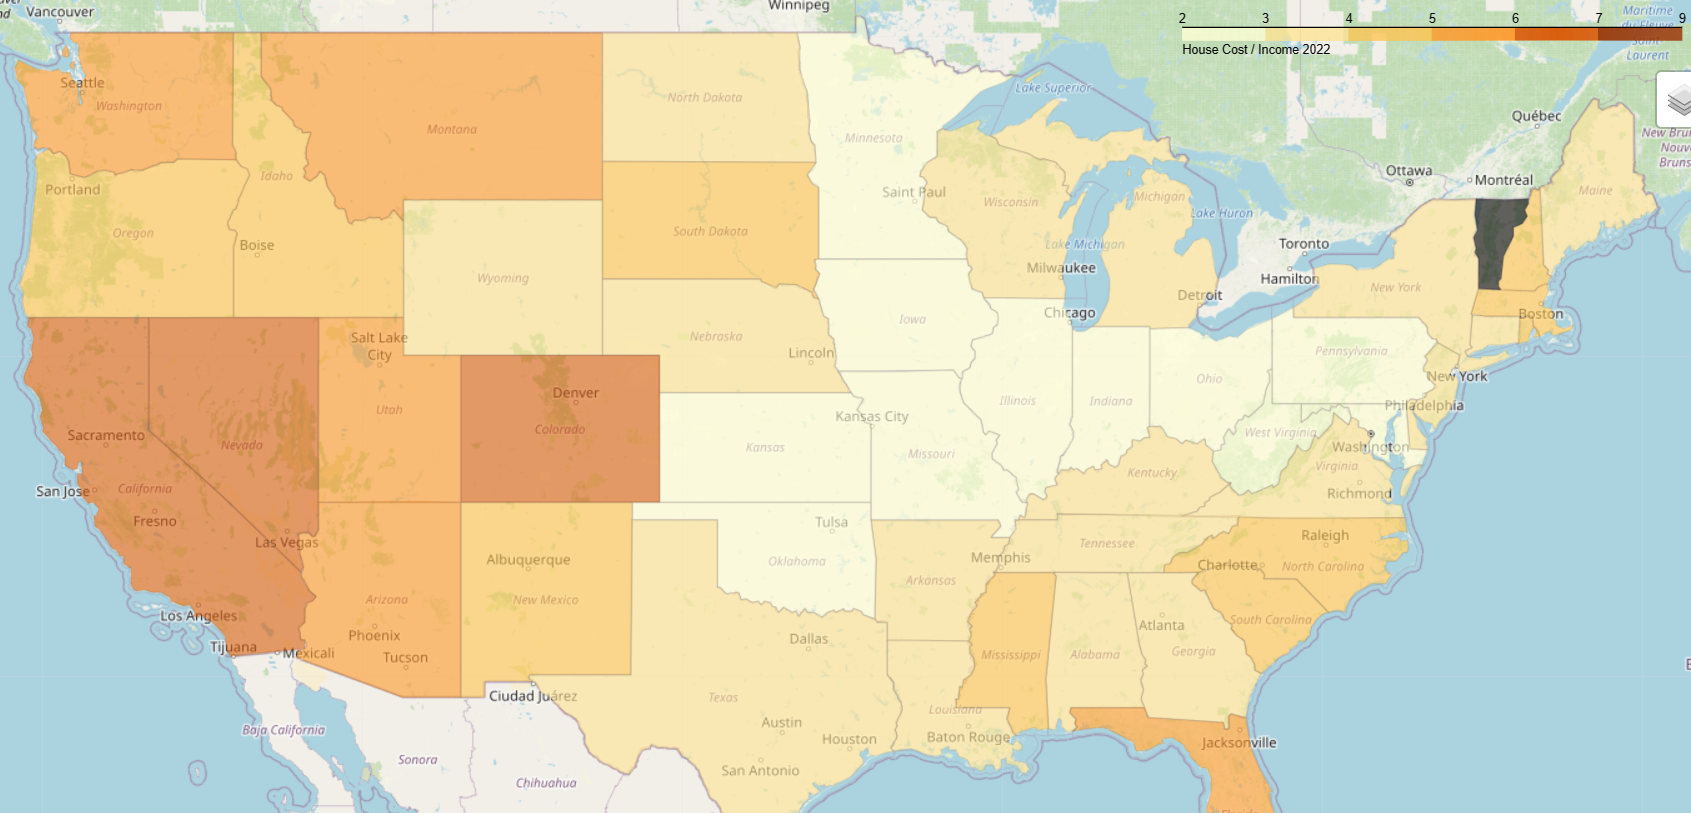 Vancouver
Winnipeg
2 3 4 5 6 7 9
House Cost / Income 2022
Maritime
du Fleuve
Saint-
Laurent
Lake Superior
Seattle
Washington
Montana
North Dakota
Minnesota
Québec
New Brun
Nouve
Bruns
Portland
Idaho
Oregon
Boise
Saint Paul
Wisconsin
Michigan
Ottawa
Montréal
Maine
Lake Huron
South Dakota
Lake Michigan
Toronto
Wyoming
Milwaukee
Hamilton
New York
Detroit
Boston
Chicago
Salt Lake
City
Nebraska
Iowa
Lincoln
Pennsylvania
New York
Denver
Ohio
Illinois
Indiana
Philadelphia
Utah
Kansas City
Colorado
Sacramento
Nevada
Kansas
Missouri
West Virginia
Washington
Virginia
Kentucky
San Jose
California
Richmond
Fresno
Tulsa
Las Vegas
Raleigh
Albuquerque
Oklahoma
Memphis
Tennessee
Charlotte
North Carolina
Arkansas
Arizona
New Mexico
Los Angeles
South Carolina
Phoenix
Atlanta
Dallas
Tijuana
Mexicali
Tucson
Mississippi
Alabama
Georgia
Ciudad Juárez
Texas
Louisiana
Baja California
Austin
Houston
Baton Rouge
Jacksonville
Sonora
San Antonio
Chihuahua
Florida